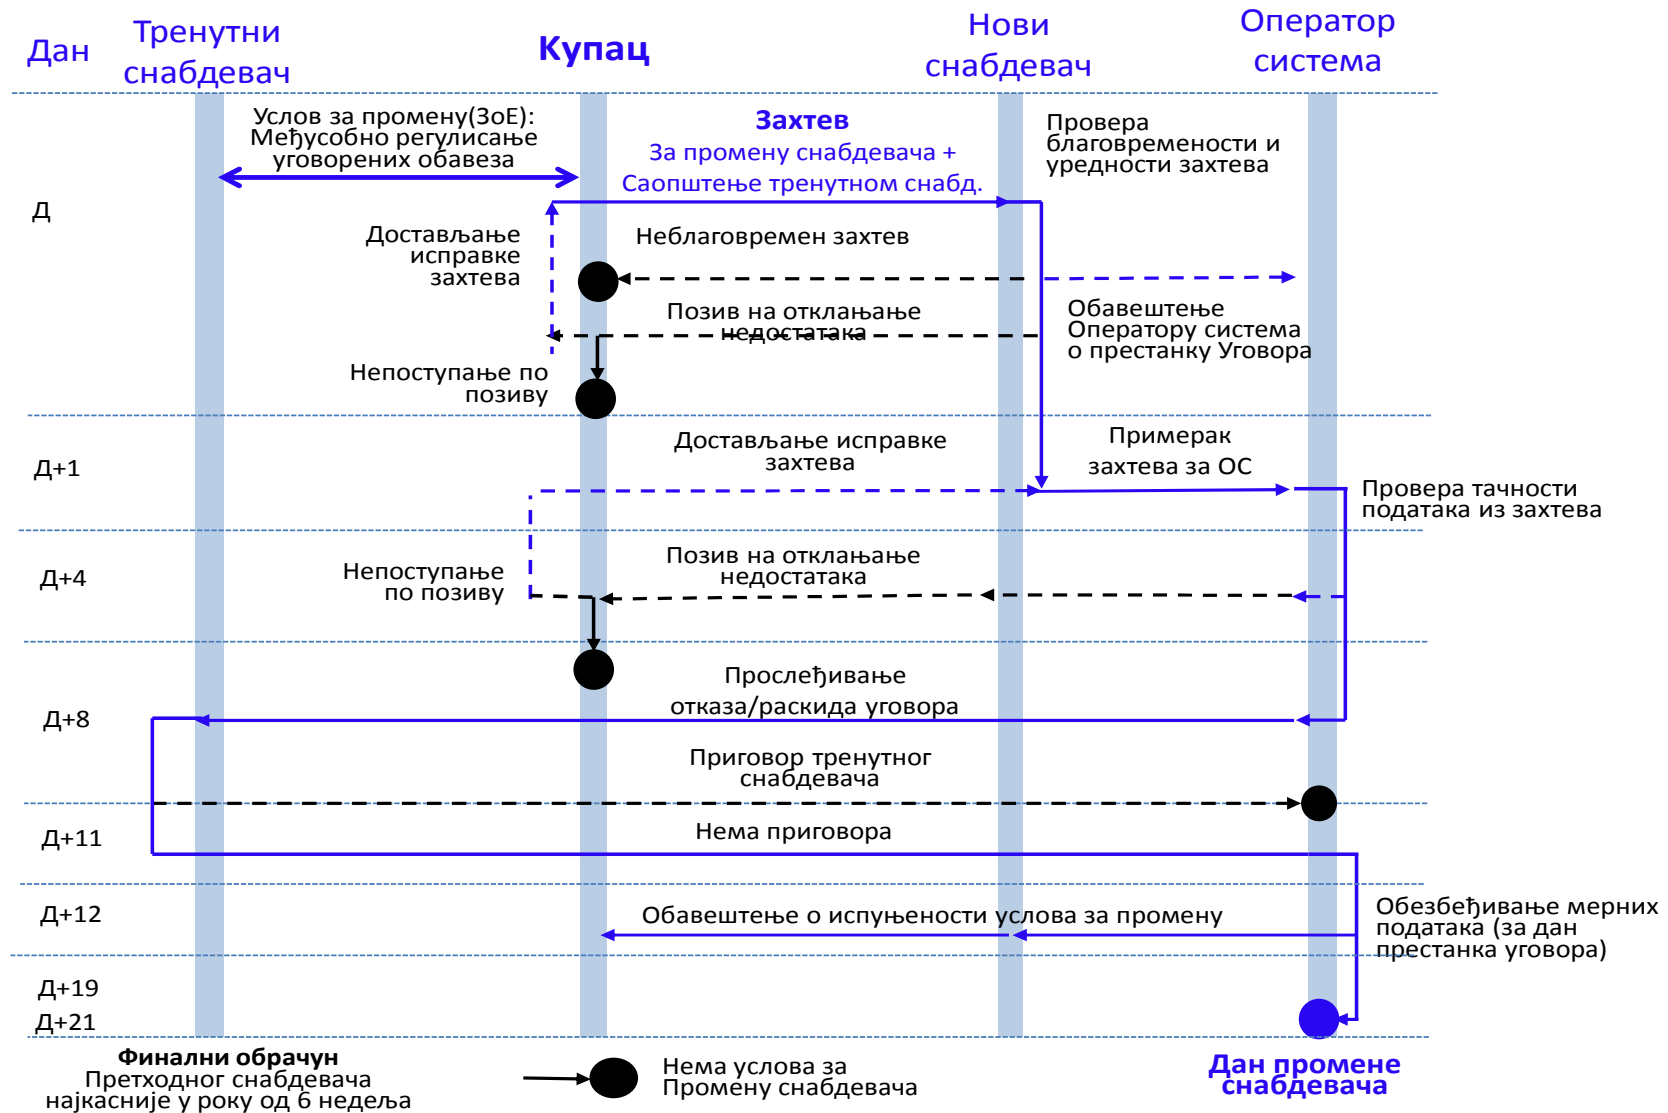 Дан
Тренутни
снабдевач
Купац
Нови
снабдевач
Оператор
система
Д
Услов за промену(ЗоЕ):
Међусобно регулисање
уговорених обавеза
Захтев
За промену снабдевача +
Саопштење тренутном снабд.
Провера
благовремености и
уредности захтева
Достављање
исправке
захтева
Неблаговремен захтев
Позив на отклањање
недостатака
Обавештење
Оператору система
о престанку Уговора
Непоступање по
позиву
Д+1
Достављање исправке
захтева
Примерак
захтева за ОС
Провера тачности
података из захтева
Д+4
Непоступање
по позиву
Позив на отклањање
недостатака
Д+8
Прослеђивање
отказа/раскида уговора
Приговор тренутног
снабдевача
Д+11
Нема приговора
Д+12
Обавештење о испуњености услова за промену
Обезбеђивање мерних
података (за дан
престанка уговора)
Д+19
Д+21
Финални обрачун
Претходног снабдевача
најкасније у року од 6 недеља
Нема услова за
Промену снабдевача
Дан промене
снабдевача